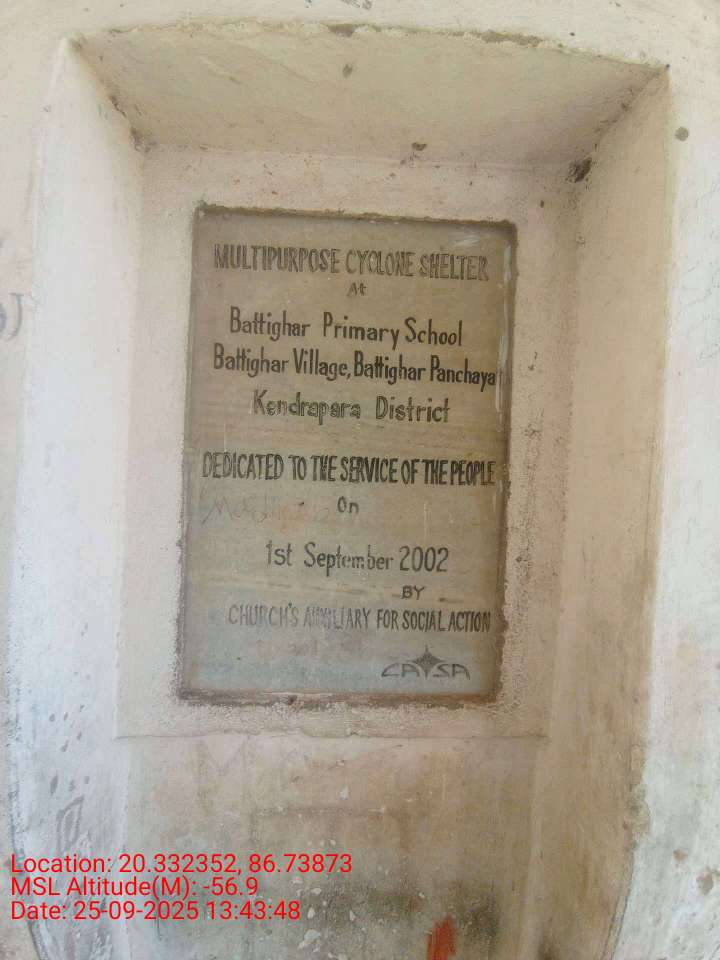 MULTIPURPOSE CYCLONE SHELTER
At
Battighar Primary School
Battighar Village, Battighar Panchaya
Kendrapara District
DEDICATED TO THE SERVICE OF THE PEOPLE
On
1st September 2002
BY
CHURCH'S AUXILIARY FOR SOCIAL ACTION
CASA
Location: 20.332352, 86.73873
MSL Altitude(M): -56.9
Date: 25-09-2025 13:43:48